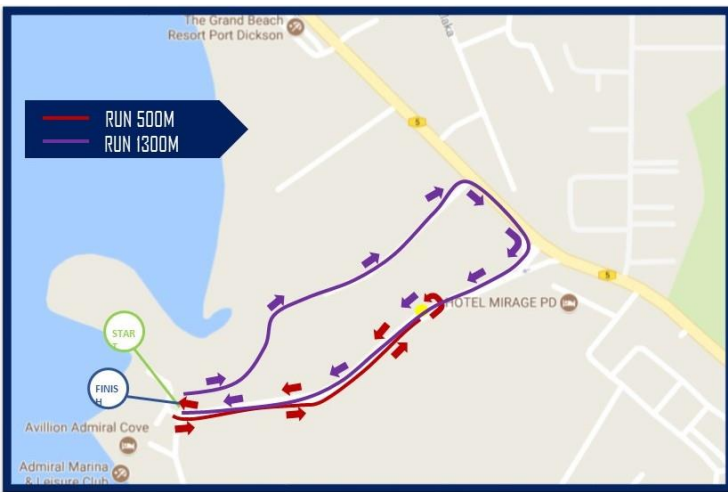 The Grand Beach
Resort Port Dickson
laka
RUN 500M
RUN 1300M
5
5
HOTEL MIRAGE PD
STAR
T
FINIS
H
Avillion Admiral Cove
Admiral Marina
& Leisure Club